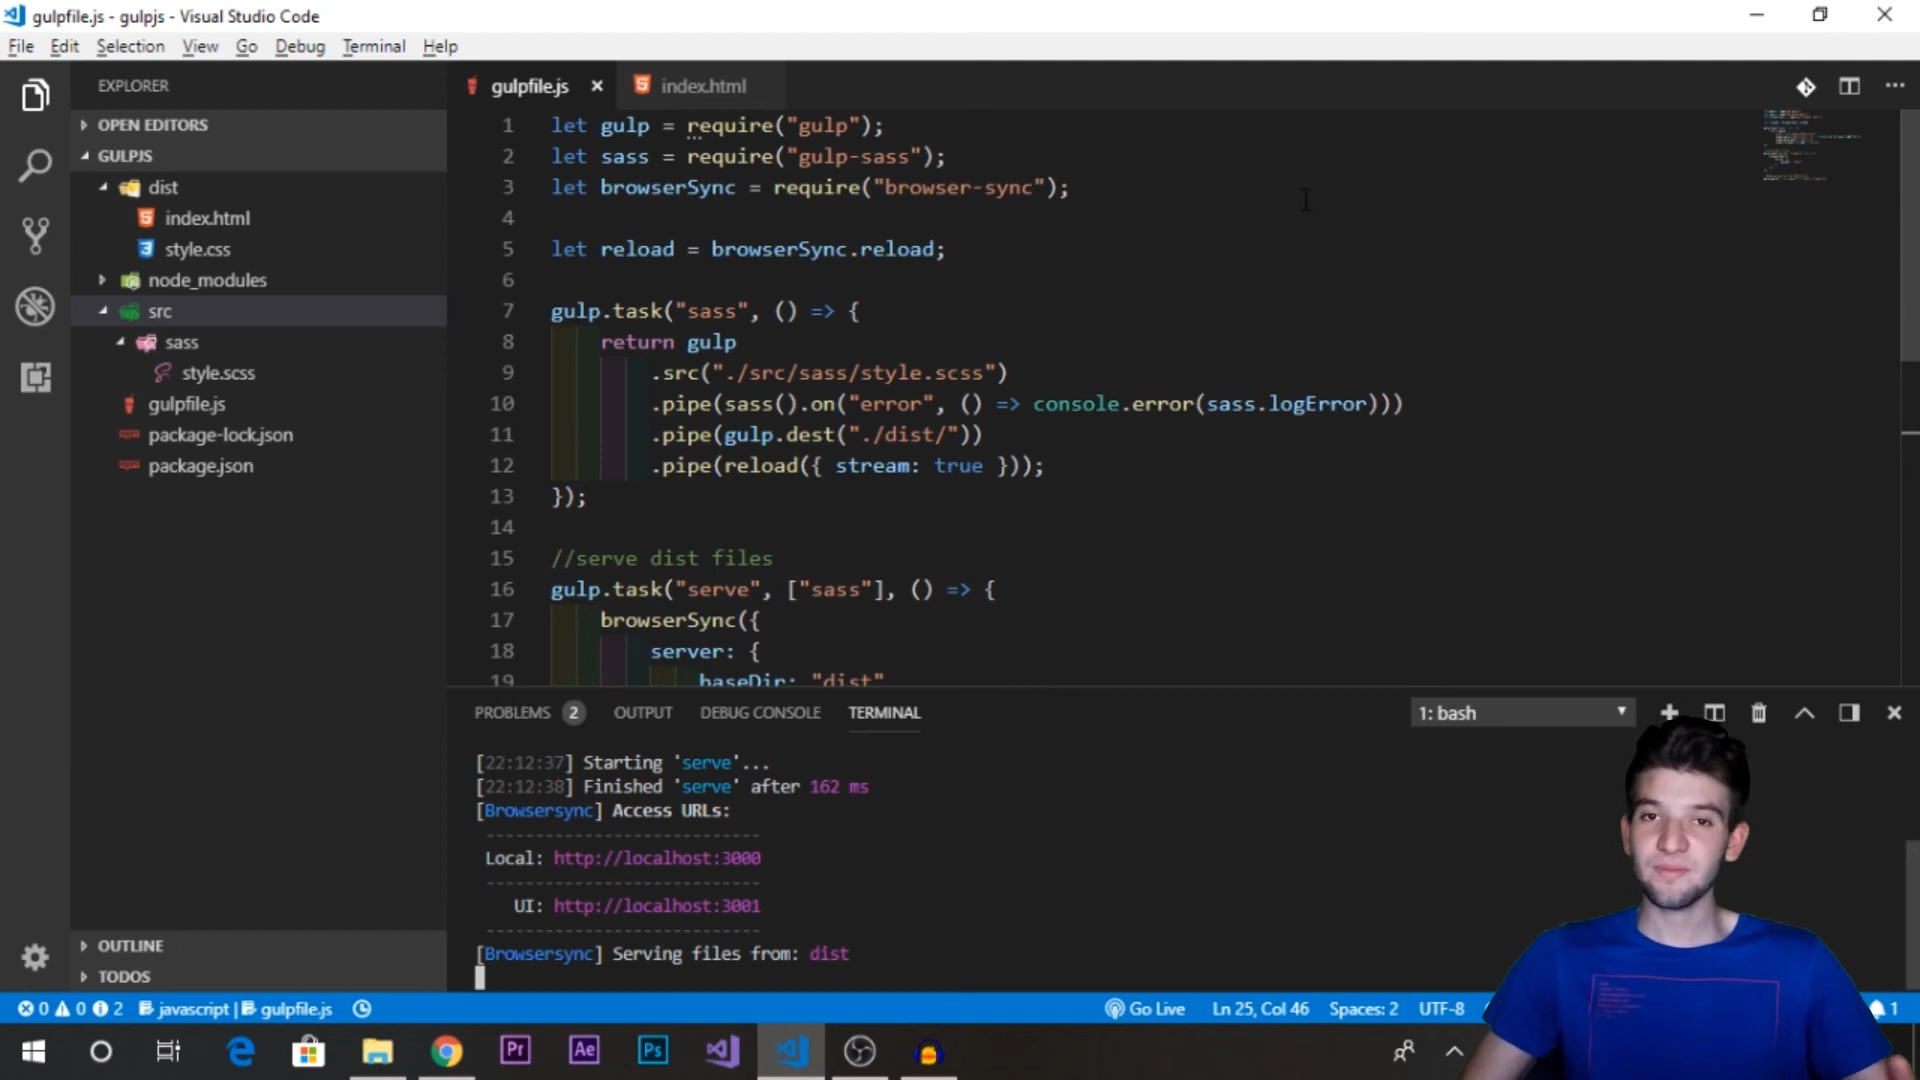 gulpfile.js - gulpjs - Visual Studio Code
File Edit Selection View Go Debug Terminal Help
EXPLORER
OPEN EDITORS
GULPJS
dist
index.html
style.css
node_modules
src
sass
style.scss
gulpfile.js
package-lock.json
package.json
OUTLINE
TODOS
gulpfile.js index.html
1 let gulp = require("gulp");
2 let sass = require("gulp-sass");
3 let browserSync = require("browser-sync");
4
5 let reload = browserSync.reload;
6
7 gulp.task("sass", () => {
8 return gulp
9 .src("./src/sass/style.scss")
10 .pipe(sass().on("error", () => console.error(sass.logError)))
11 .pipe(gulp.dest("./dist/"))
12 .pipe(reload({ stream: true }));
13 });
14
15 //serve dist files
16 gulp.task("serve", ["sass"], () => {
17 browserSync({
18 server: {
19 baseDir: "dist"
PROBLEMS 2 OUTPUT DEBUG CONSOLE TERMINAL 1: bash
[22:12:37] Starting 'serve'...
[22:12:38] Finished 'serve' after 162 ms
[Browsersync] Access URLs:
---------------------------
Local: http://localhost:3000
---------------------------
UI: http://localhost:3001
---------------------------
[Browsersync] Serving files from: dist
0 0 2 javascript | gulpfile.js Go Live Ln 25, Col 46 Spaces: 2 UTF-8 1
Pr Ae Ps